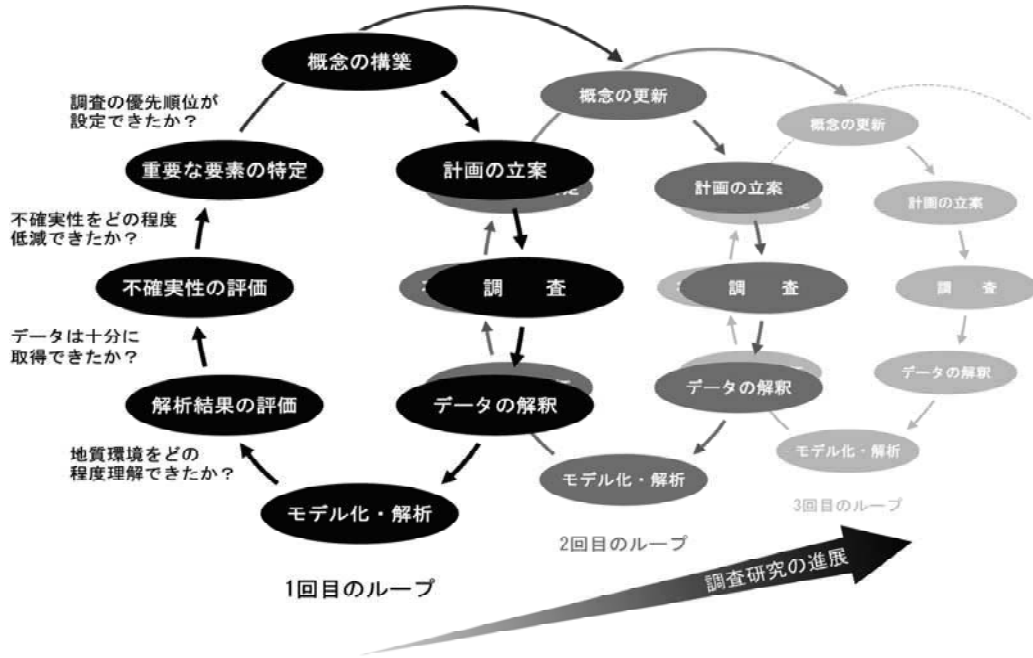 概念の構築
調査の優先順位が
設定できたか？
重要な要素の特定
計画の立案
不確実性をどの程度
低減できたか？
不確実性の評価
調　査
データは十分に
取得できたか？
解析結果の評価
データの解釈
地質環境をどの
程度理解できたか？
モデル化・解析
1回目のループ
概念の更新
計画の立案
調　査
データの解釈
モデル化・解析
2回目のループ
概念の更新
計画の立案
調　査
データの解釈
モデル化・解析
3回目のループ
調査研究の進展